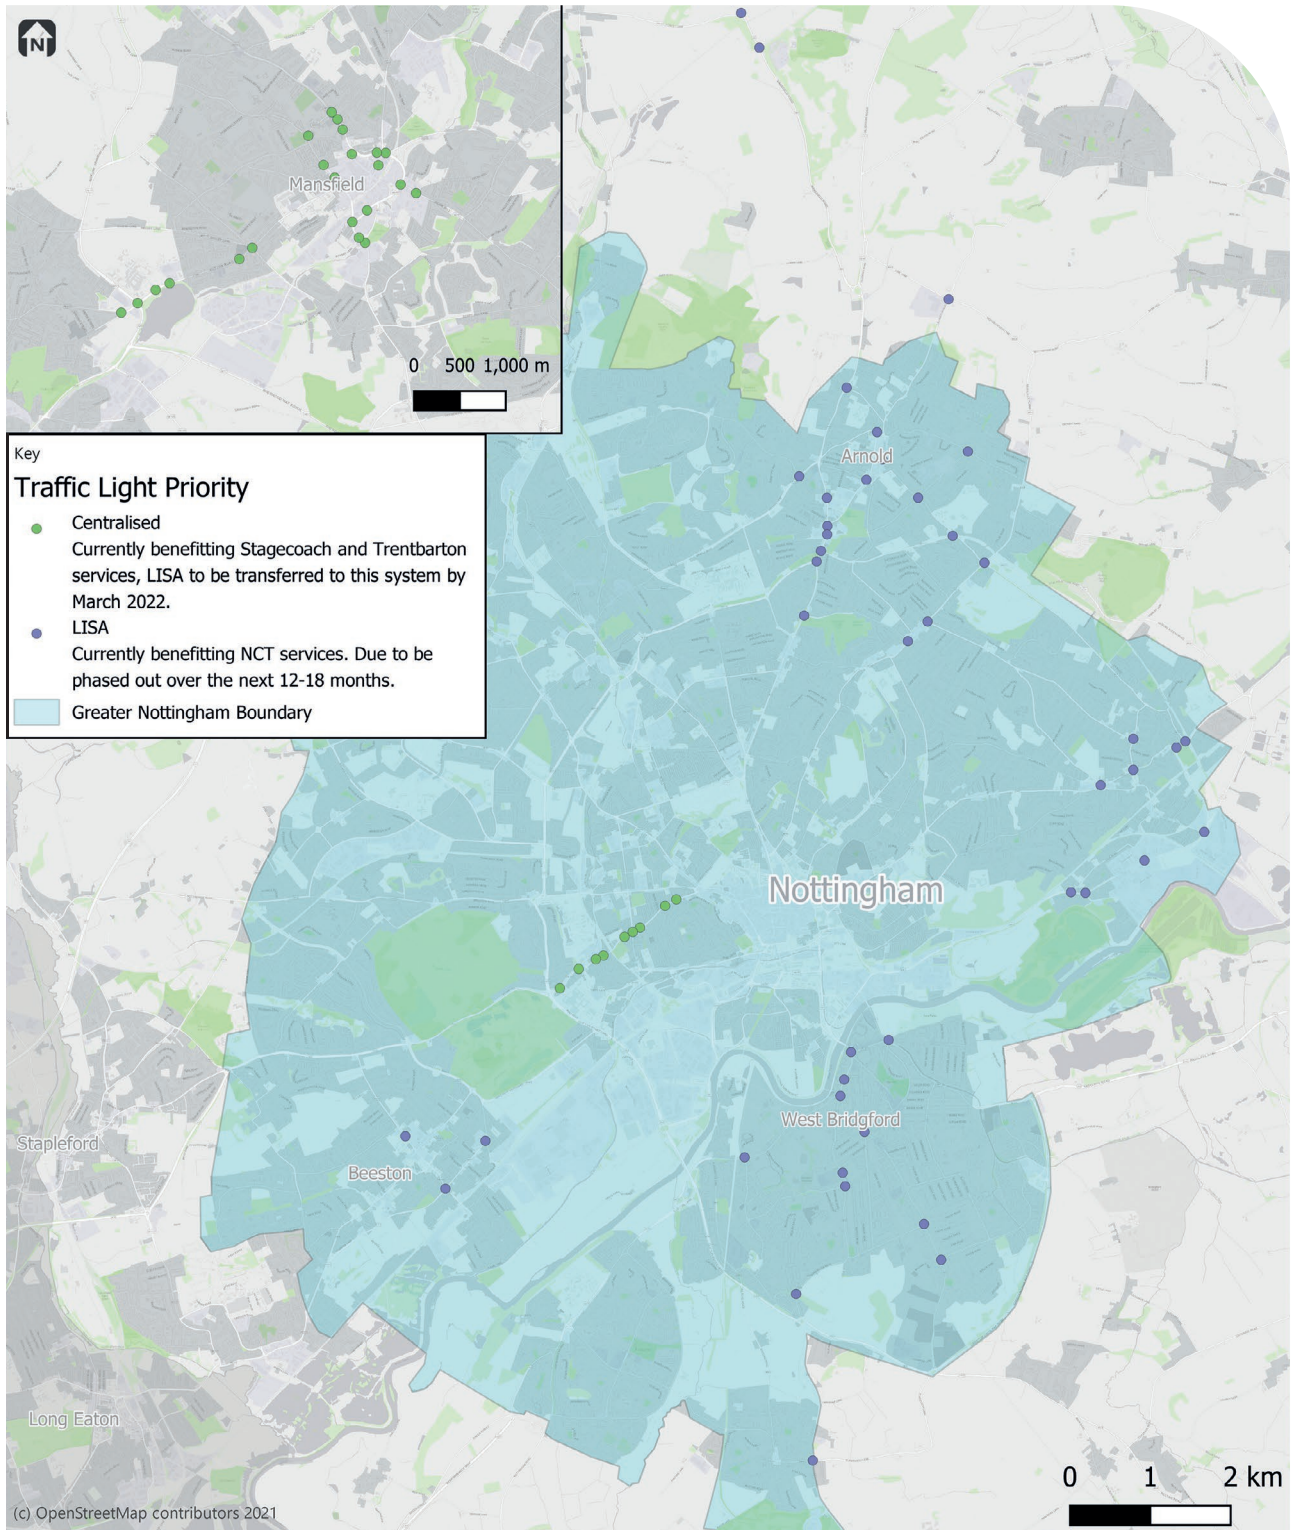 N
Mansfield
0 500 1,000 m
Key
Traffic Light Priority
Centralised
Currently benefitting Stagecoach and Trentbarton
services, LISA to be transferred to this system by
March 2022.
LISA
Currently benefitting NCT services. Due to be
phased out over the next 12-18 months.
Greater Nottingham Boundary
Arnold
Nottingham
West Bridgford
Stapleford
Beeston
Long Eaton
0 1 2 km
(c) OpenStreetMap contributors 2021